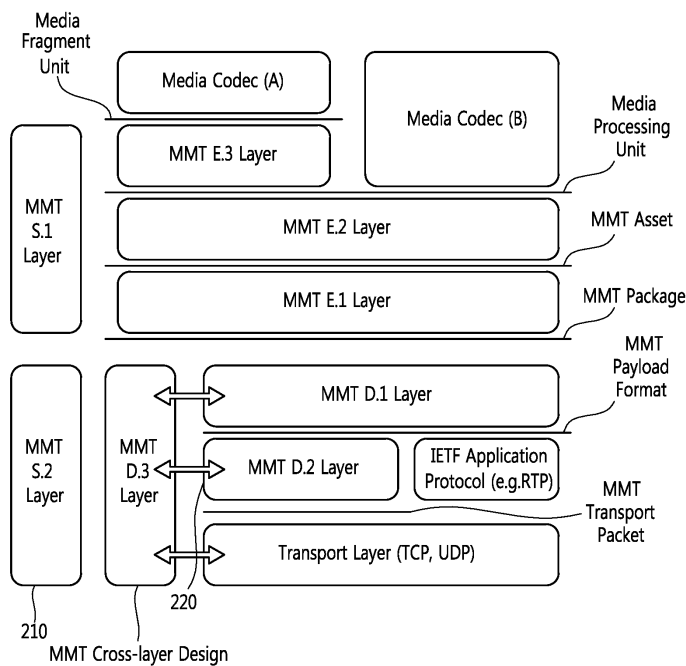 Media
Fragment
Unit
Media Codec (A)
Media Codec (B)
Media
Processing
Unit
MMT E.3 Layer
MMT
S.1
Layer
MMT E.2 Layer
MMT Asset
MMT E.1 Layer
MMT Package
MMT
Payload
Format
MMT D.1 Layer
MMT
S.2
Layer
MMT
D.3
Layer
MMT D.2 Layer
IETF Application
Protocol (e.g.RTP)
MMT
Transport
Packet
Transport Layer (TCP, UDP)
210
220
MMT Cross-layer Design